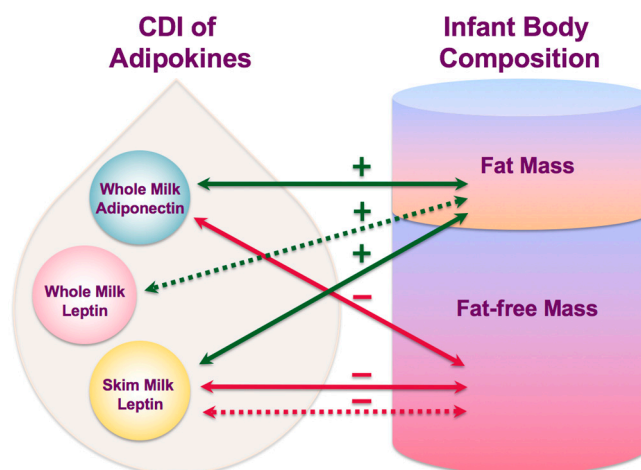 CDI of
Adipokines
Infant Body
Composition
Whole Milk
Adiponectin
Whole Milk
Leptin
Skim Milk
Leptin
+
+
+
−
−
−
Fat Mass
Fat-free Mass